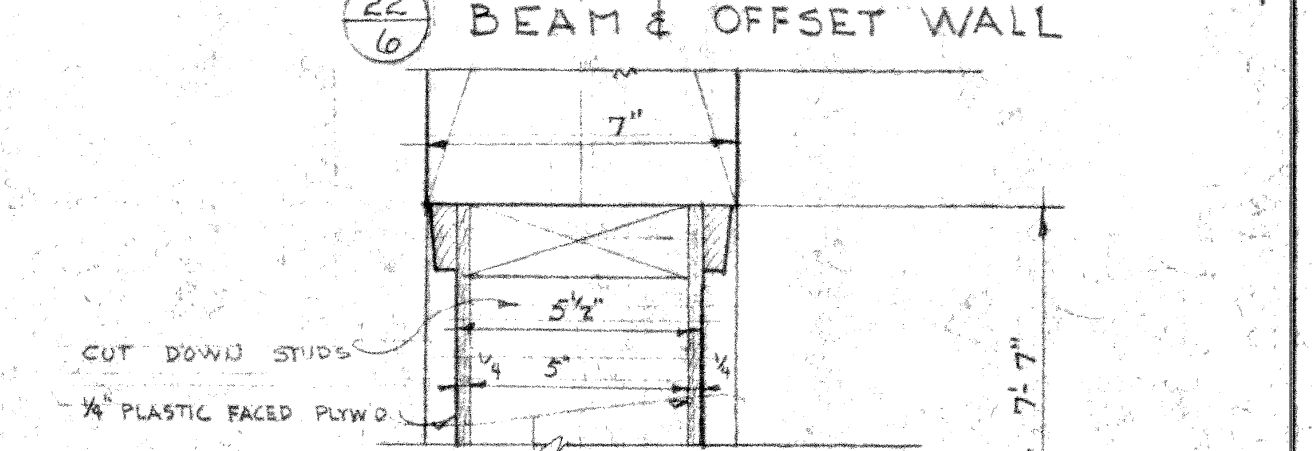 22
6
BEAM & OFFSET WALL
7"
5 1/2"
CUT DOWN STUDS
1/4
5"
1/4
1/4" PLASTIC FACED PLYW'D
7'-7"